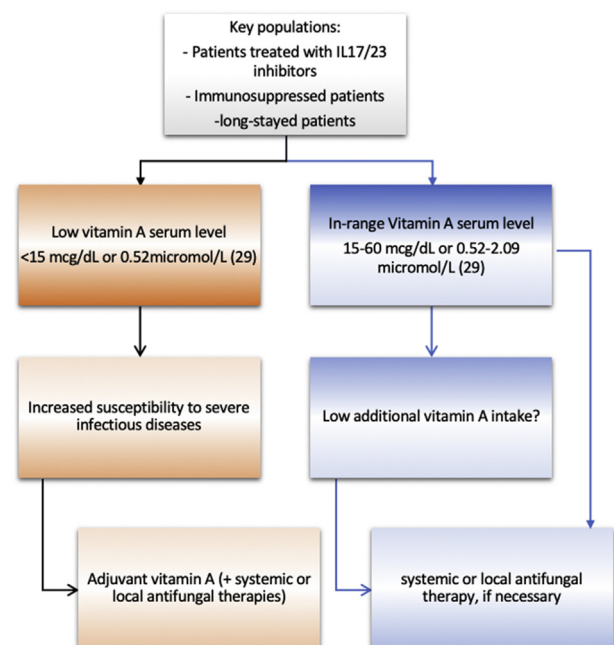 Key populations:
- Patients treated with IL17/23
inhibitors
- Immunosuppressed patients
-long-stayed patients
Low vitamin A serum level
<15 mcg/dL or 0.52micromol/L (29)
In-range Vitamin A serum level
15-60 mcg/dL or 0.52-2.09
micromol/L (29)
Increased susceptibility to severe
infectious diseases
Low additional vitamin A intake?
Adjuvant vitamin A (+ systemic or
local antifungal therapies)
systemic or local antifungal
therapy, if necessary